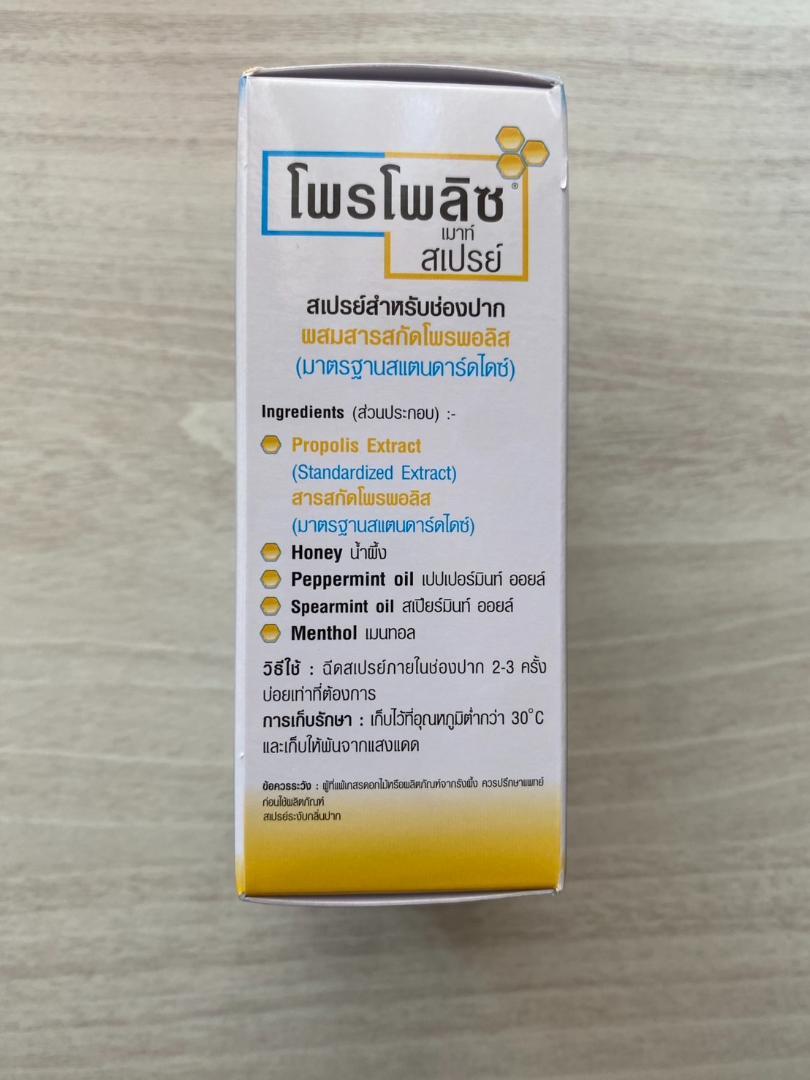 โพรโพลิซ®
เมาท์
สเปรย์
สเปรย์สำหรับช่องปาก
ผสมสารสกัดโพรพอลิส
(มาตรฐานสแตนดาร์ดไดซ์)
Ingredients (ส่วนประกอบ) :-
Propolis Extract
(Standardized Extract)
สารสกัดโพรพอลิส
(มาตรฐานสแตนดาร์ดไดซ์)
Honey น้ำผึ้ง
Peppermint oil เปปเปอร์มินท์ ออยล์
Spearmint oil สเปียร์มินท์ ออยล์
Menthol เมนทอล
วิธีใช้ : ฉีดสเปรย์ภายในช่องปาก 2-3 ครั้ง
บ่อยเท่าที่ต้องการ
การเก็บรักษา : เก็บไว้ที่อุณหภูมิต่ำกว่า 30°C
และเก็บให้พ้นจากแสงแดด
ข้อควรระวัง : ผู้ที่แพ้เกสรดอกไม้หรือผลิตภัณฑ์จากรังผึ้ง ควรปรึกษาแพทย์
ก่อนใช้ผลิตภัณฑ์
สเปรย์ระงับกลิ่นปาก